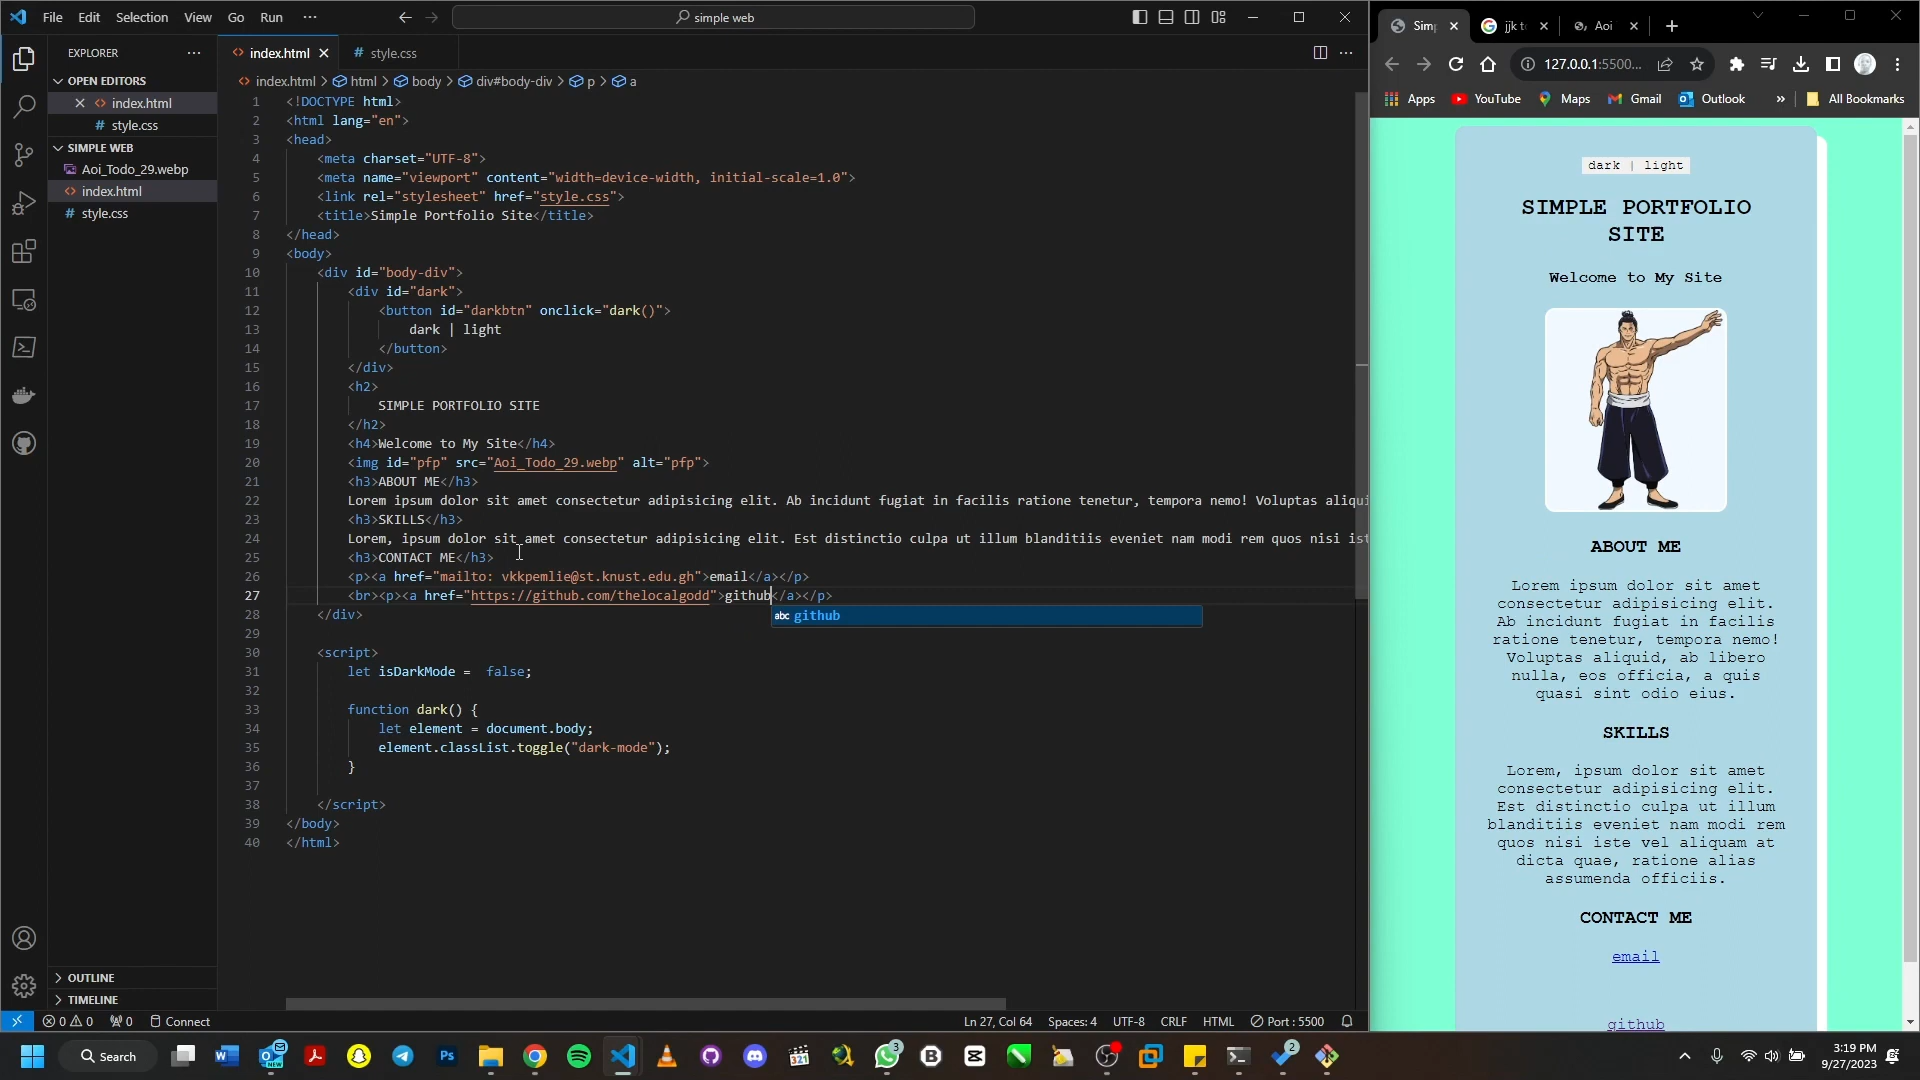 File Edit Selection View Go Run ···
simple web
EXPLORER
OPEN EDITORS
index.html
# style.css
SIMPLE WEB
Aoi_Todo_29.webp
index.html
# style.css
OUTLINE
TIMELINE
index.html
# style.css
index.html > html > body > div#body-div > p > a
1 <!DOCTYPE html>
2 <html lang="en">
3 <head>
4 <meta charset="UTF-8">
5 <meta name="viewport" content="width=device-width, initial-scale=1.0">
6 <link rel="stylesheet" href="style.css">
7 <title>Simple Portfolio Site</title>
8 </head>
9 <body>
10 <div id="body-div">
11 <div id="dark">
12 <button id="darkbtn" onclick="dark()">
13 dark | light
14 </button>
15 </div>
16 <h2>
17 SIMPLE PORTFOLIO SITE
18 </h2>
19 <h4>Welcome to My Site</h4>
20 <img id="pfp" src="Aoi_Todo_29.webp" alt="pfp">
21 <h3>ABOUT ME</h3>
22 Lorem ipsum dolor sit amet consectetur adipisicing elit. Ab incidunt fugiat in facilis ratione tenetur, tempora nemo! Voluptas aliqu
23 <h3>SKILLS</h3>
24 Lorem, ipsum dolor sit amet consectetur adipisicing elit. Est distinctio culpa ut illum blanditiis eveniet nam modi rem quos nisi ist
25 <h3>CONTACT ME</h3>
26 <p><a href="mailto: vkkpemlie@st.knust.edu.gh">email</a></p>
27 <br><p><a href="https://github.com/thelocalgodd">github</a></p>
abc github
28 </div>
29
30 <script>
31 let isDarkMode =  false;
32
33 function dark() {
34 let element = document.body;
35 element.classList.toggle("dark-mode");
36 }
37
38 </script>
39 </body>
40 </html>
0 0 0 Connect
Ln 27, Col 64 Spaces: 4 UTF-8 CRLF HTML Port : 5500
Sim
jjk t
Aoi
127.0.0.1:5500...
Apps YouTube Maps Gmail Outlook » All Bookmarks
dark | light
SIMPLE PORTFOLIO
SITE
Welcome to My Site
ABOUT ME
Lorem ipsum dolor sit amet
consectetur adipisicing elit.
Ab incidunt fugiat in facilis
ratione tenetur, tempora nemo!
Voluptas aliquid, ab libero
nulla, eos officia, a quis
quasi sint odio eius.
SKILLS
Lorem, ipsum dolor sit amet
consectetur adipisicing elit.
Est distinctio culpa ut illum
blanditiis eveniet nam modi rem
quos nisi iste vel aliquam at
dicta quae, ratione alias
assumenda officiis.
CONTACT ME
email
github
Search
NEW
Ps
321
3
B
2
3:19 PM
9/27/2023